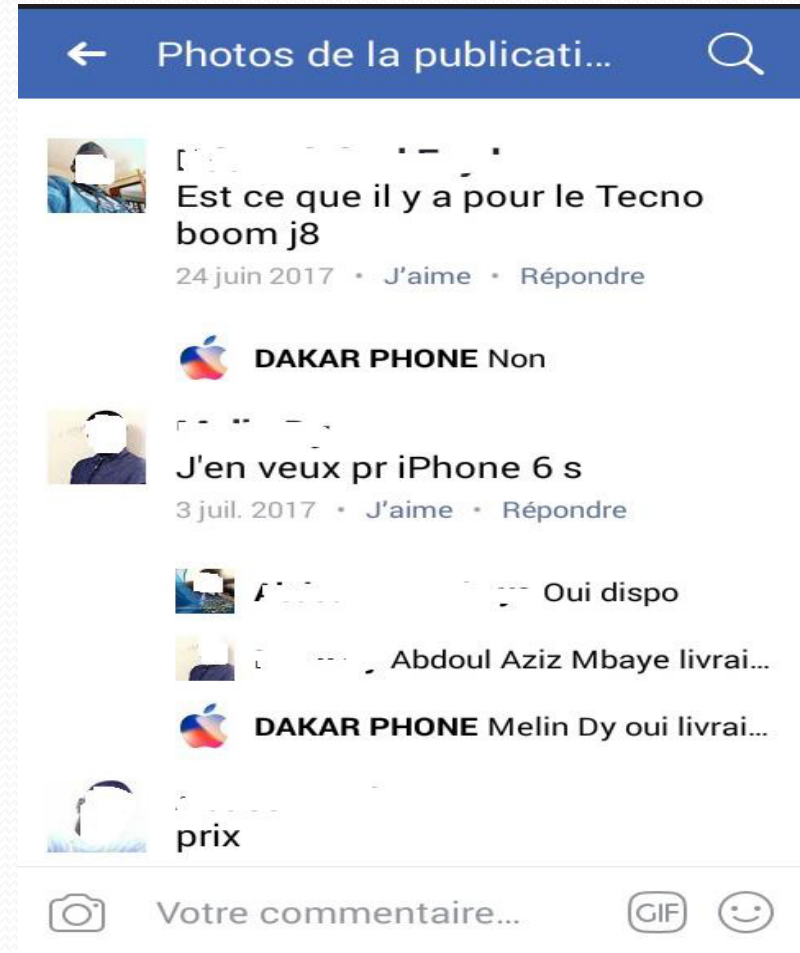 Photos de la publicati...
Est ce que il y a pour le Tecno
boom j8
24 juin 2017 • J'aime • Répondre
DAKAR PHONE Non
J'en veux pr iPhone 6 s
3 juil. 2017 • J'aime • Répondre
Oui dispo
Abdoul Aziz Mbaye livrai...
DAKAR PHONE Melin Dy oui livrai...
prix
Votre commentaire...
GIF